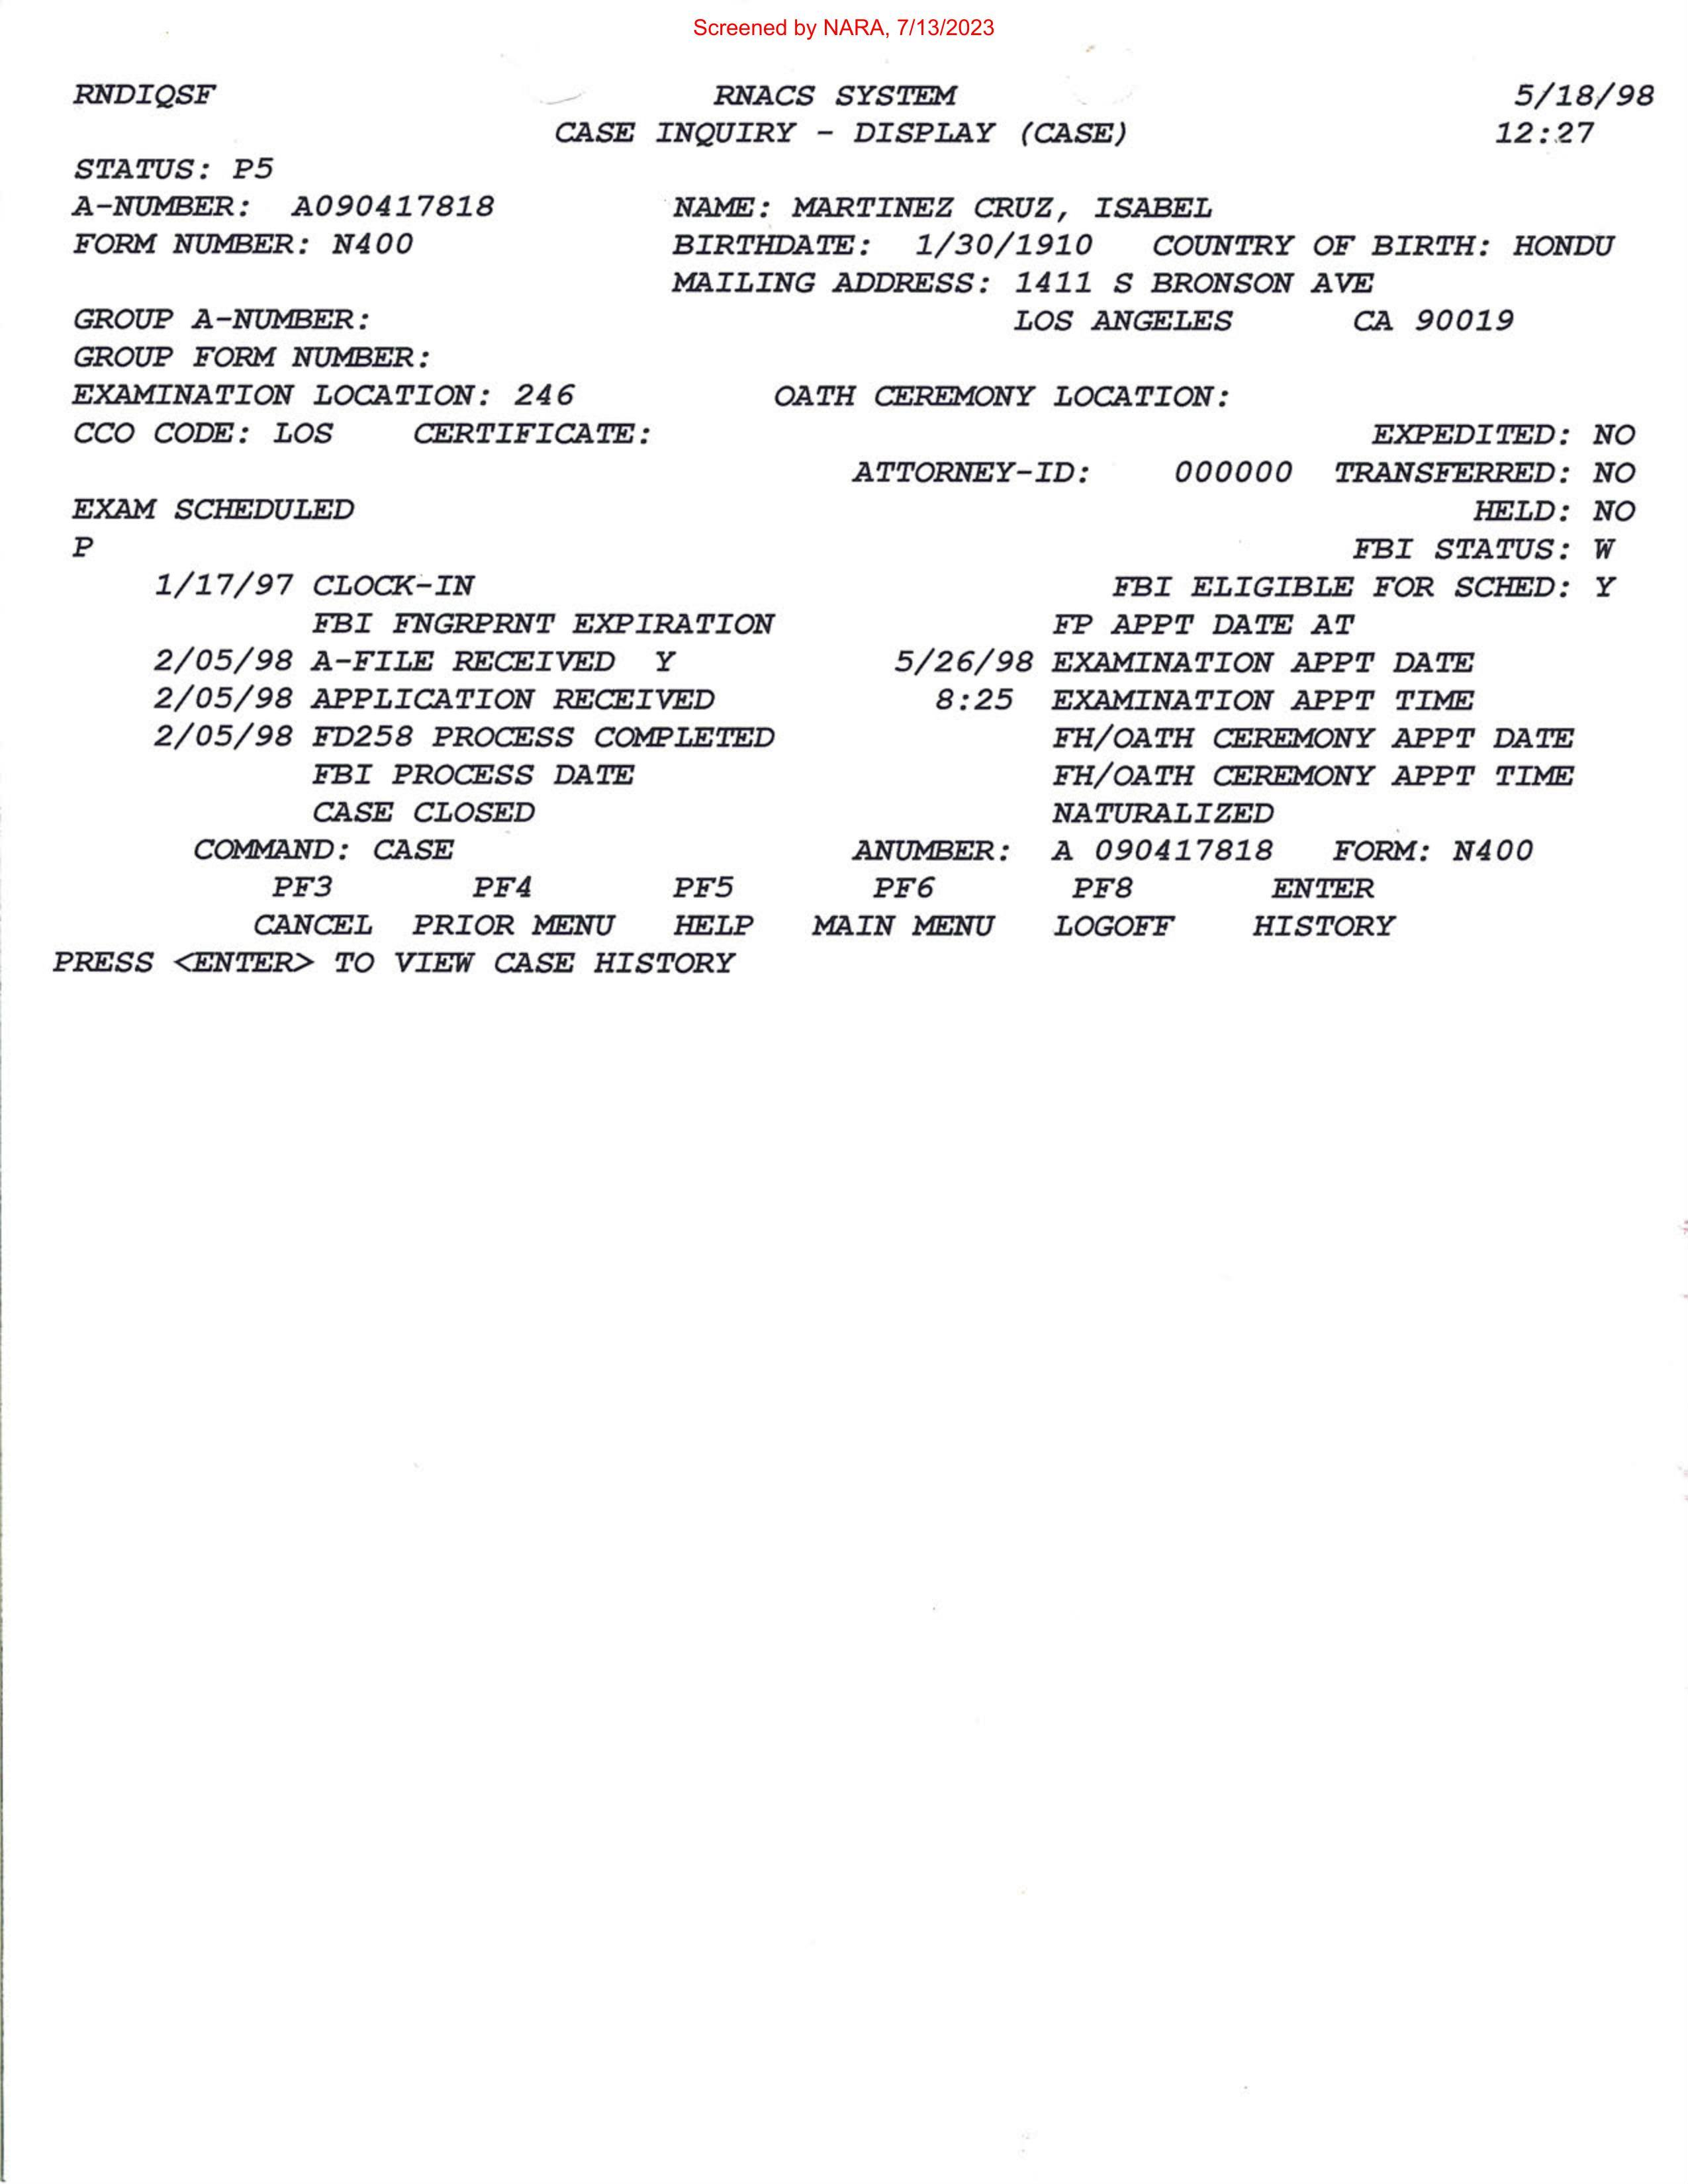 Screened by NARA, 7/13/2023
RNDIQSF RNACS SYSTEM 5/18/98
CASE INQUIRY - DISPLAY (CASE) 12:27
STATUS: P5
A-NUMBER: A090417818 NAME: MARTINEZ CRUZ, ISABEL
FORM NUMBER: N400 BIRTHDATE: 1/30/1910 COUNTRY OF BIRTH: HONDU
MAILING ADDRESS: 1411 S BRONSON AVE
GROUP A-NUMBER: LOS ANGELES CA 90019
GROUP FORM NUMBER:
EXAMINATION LOCATION: 246 OATH CEREMONY LOCATION:
CCO CODE: LOS CERTIFICATE: EXPEDITED: NO
ATTORNEY-ID: 000000 TRANSFERRED: NO
EXAM SCHEDULED HELD: NO
P FBI STATUS: W
1/17/97 CLOCK-IN FBI ELIGIBLE FOR SCHED: Y
FBI FNGRPRNT EXPIRATION FP APPT DATE AT
2/05/98 A-FILE RECEIVED Y 5/26/98 EXAMINATION APPT DATE
2/05/98 APPLICATION RECEIVED 8:25 EXAMINATION APPT TIME
2/05/98 FD258 PROCESS COMPLETED FH/OATH CEREMONY APPT DATE
FBI PROCESS DATE FH/OATH CEREMONY APPT TIME
CASE CLOSED NATURALIZED
COMMAND: CASE ANUMBER: A 090417818 FORM: N400
PF3 PF4 PF5 PF6 PF8 ENTER
CANCEL PRIOR MENU HELP MAIN MENU LOGOFF HISTORY
PRESS <ENTER> TO VIEW CASE HISTORY